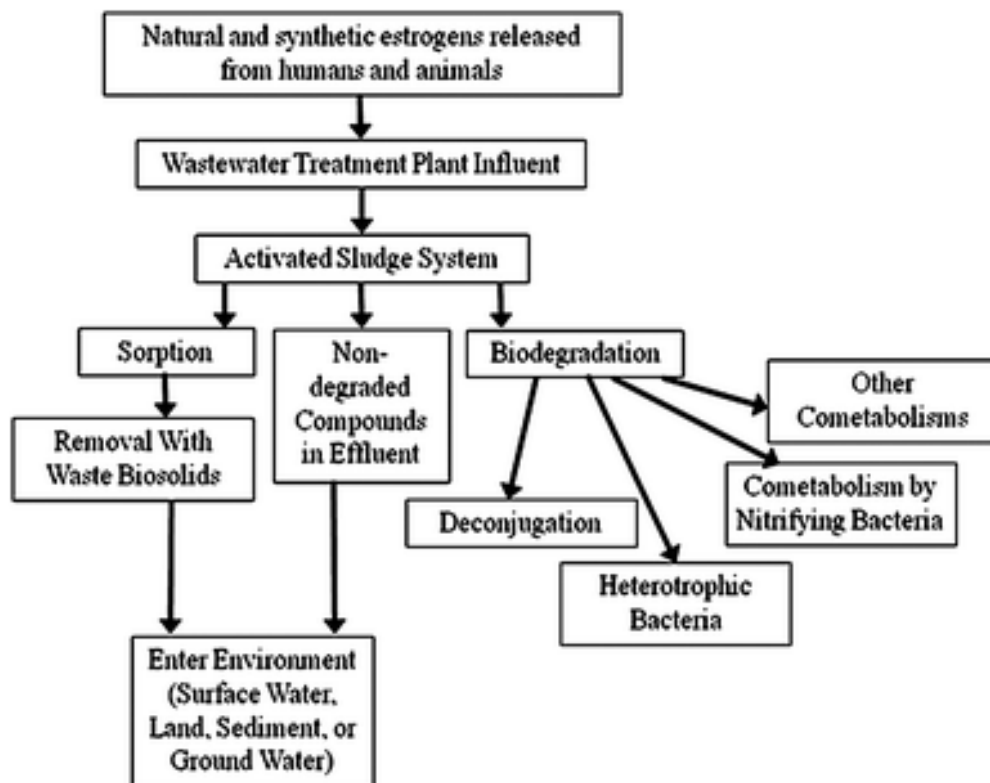 Natural and synthetic estrogens released
from humans and animals
Wastewater Treatment Plant Influent
Activated Sludge System
Sorption
Non-
degraded
Compounds
in Effluent
Biodegradation
Other
Cometabolisms
Removal With
Waste Biosolids
Cometabolism by
Nitrifying Bacteria
Deconjugation
Heterotrophic
Bacteria
Enter Environment
(Surface Water,
Land, Sediment, or
Ground Water)